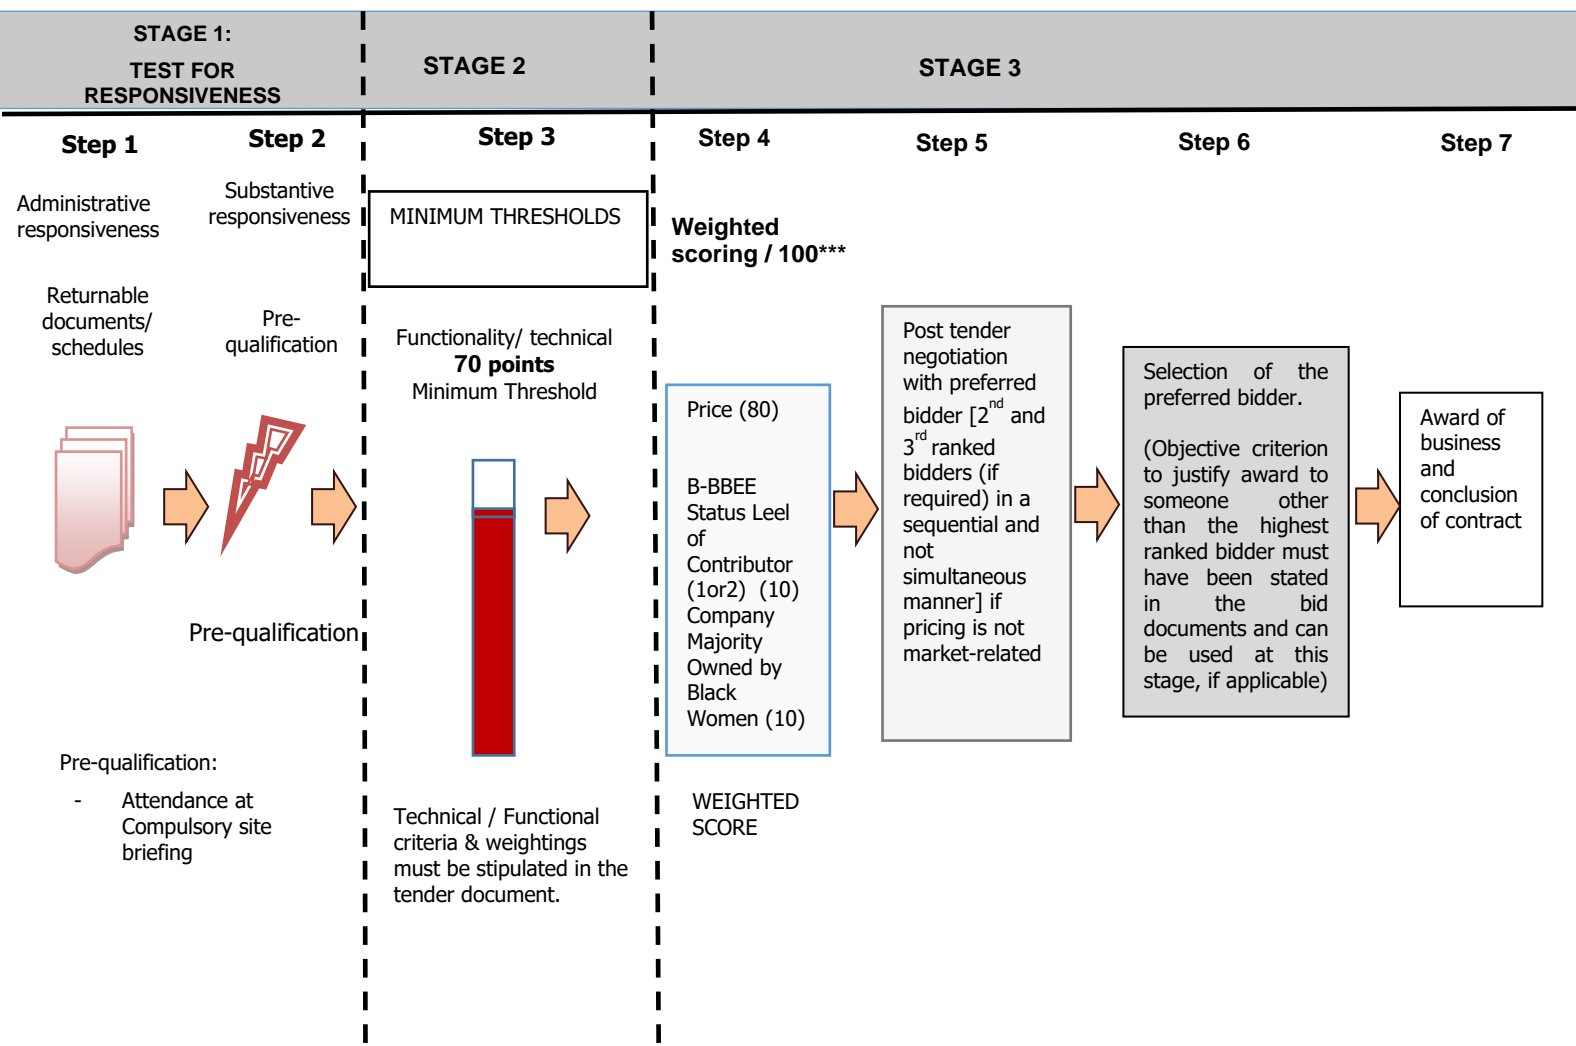 STAGE 1:
TEST FOR
RESPONSIVENESS
STAGE 2
STAGE 3
Step 1
Step 2
Step 3
Step 4
Step 5
Step 6
Step 7
Administrative
responsiveness
Substantive
responsiveness
MINIMUM THRESHOLDS
Weighted
scoring / 100***
Returnable
documents/
schedules
Pre-
qualification
Functionality/ technical
70 points
Minimum Threshold
Price (80)
B-BBEE
Status Leel
of
Contributor
(1or2) (10)
Company
Majority
Owned by
Black
Women (10)
Post tender
negotiation
with preferred
bidder [2nd and
3rd ranked
bidders (if
required) in a
sequential and
not
simultaneous
manner] if
pricing is not
market-related
Selection of the
preferred bidder.
(Objective criterion
to justify award to
someone other
than the highest
ranked bidder must
have been stated
in the bid
documents and can
be used at this
stage, if applicable)
Award of
business
and
conclusion
of contract
Pre-qualification
Pre-qualification:
- Attendance at
Compulsory site
briefing
Technical / Functional
criteria & weightings
must be stipulated in the
tender document.
WEIGHTED
SCORE